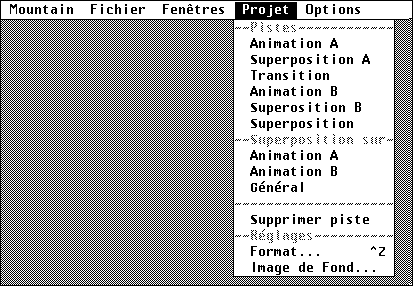 Mountain Fichier Fenêtres Projet Options
Pistes
Animation A
Superposition A
Transition
Animation B
Superosition B
Superposition
Superposition sur
Animation A
Animation B
Général
Supprimer piste
Réglages
Format... ^Z
Image de Fond...